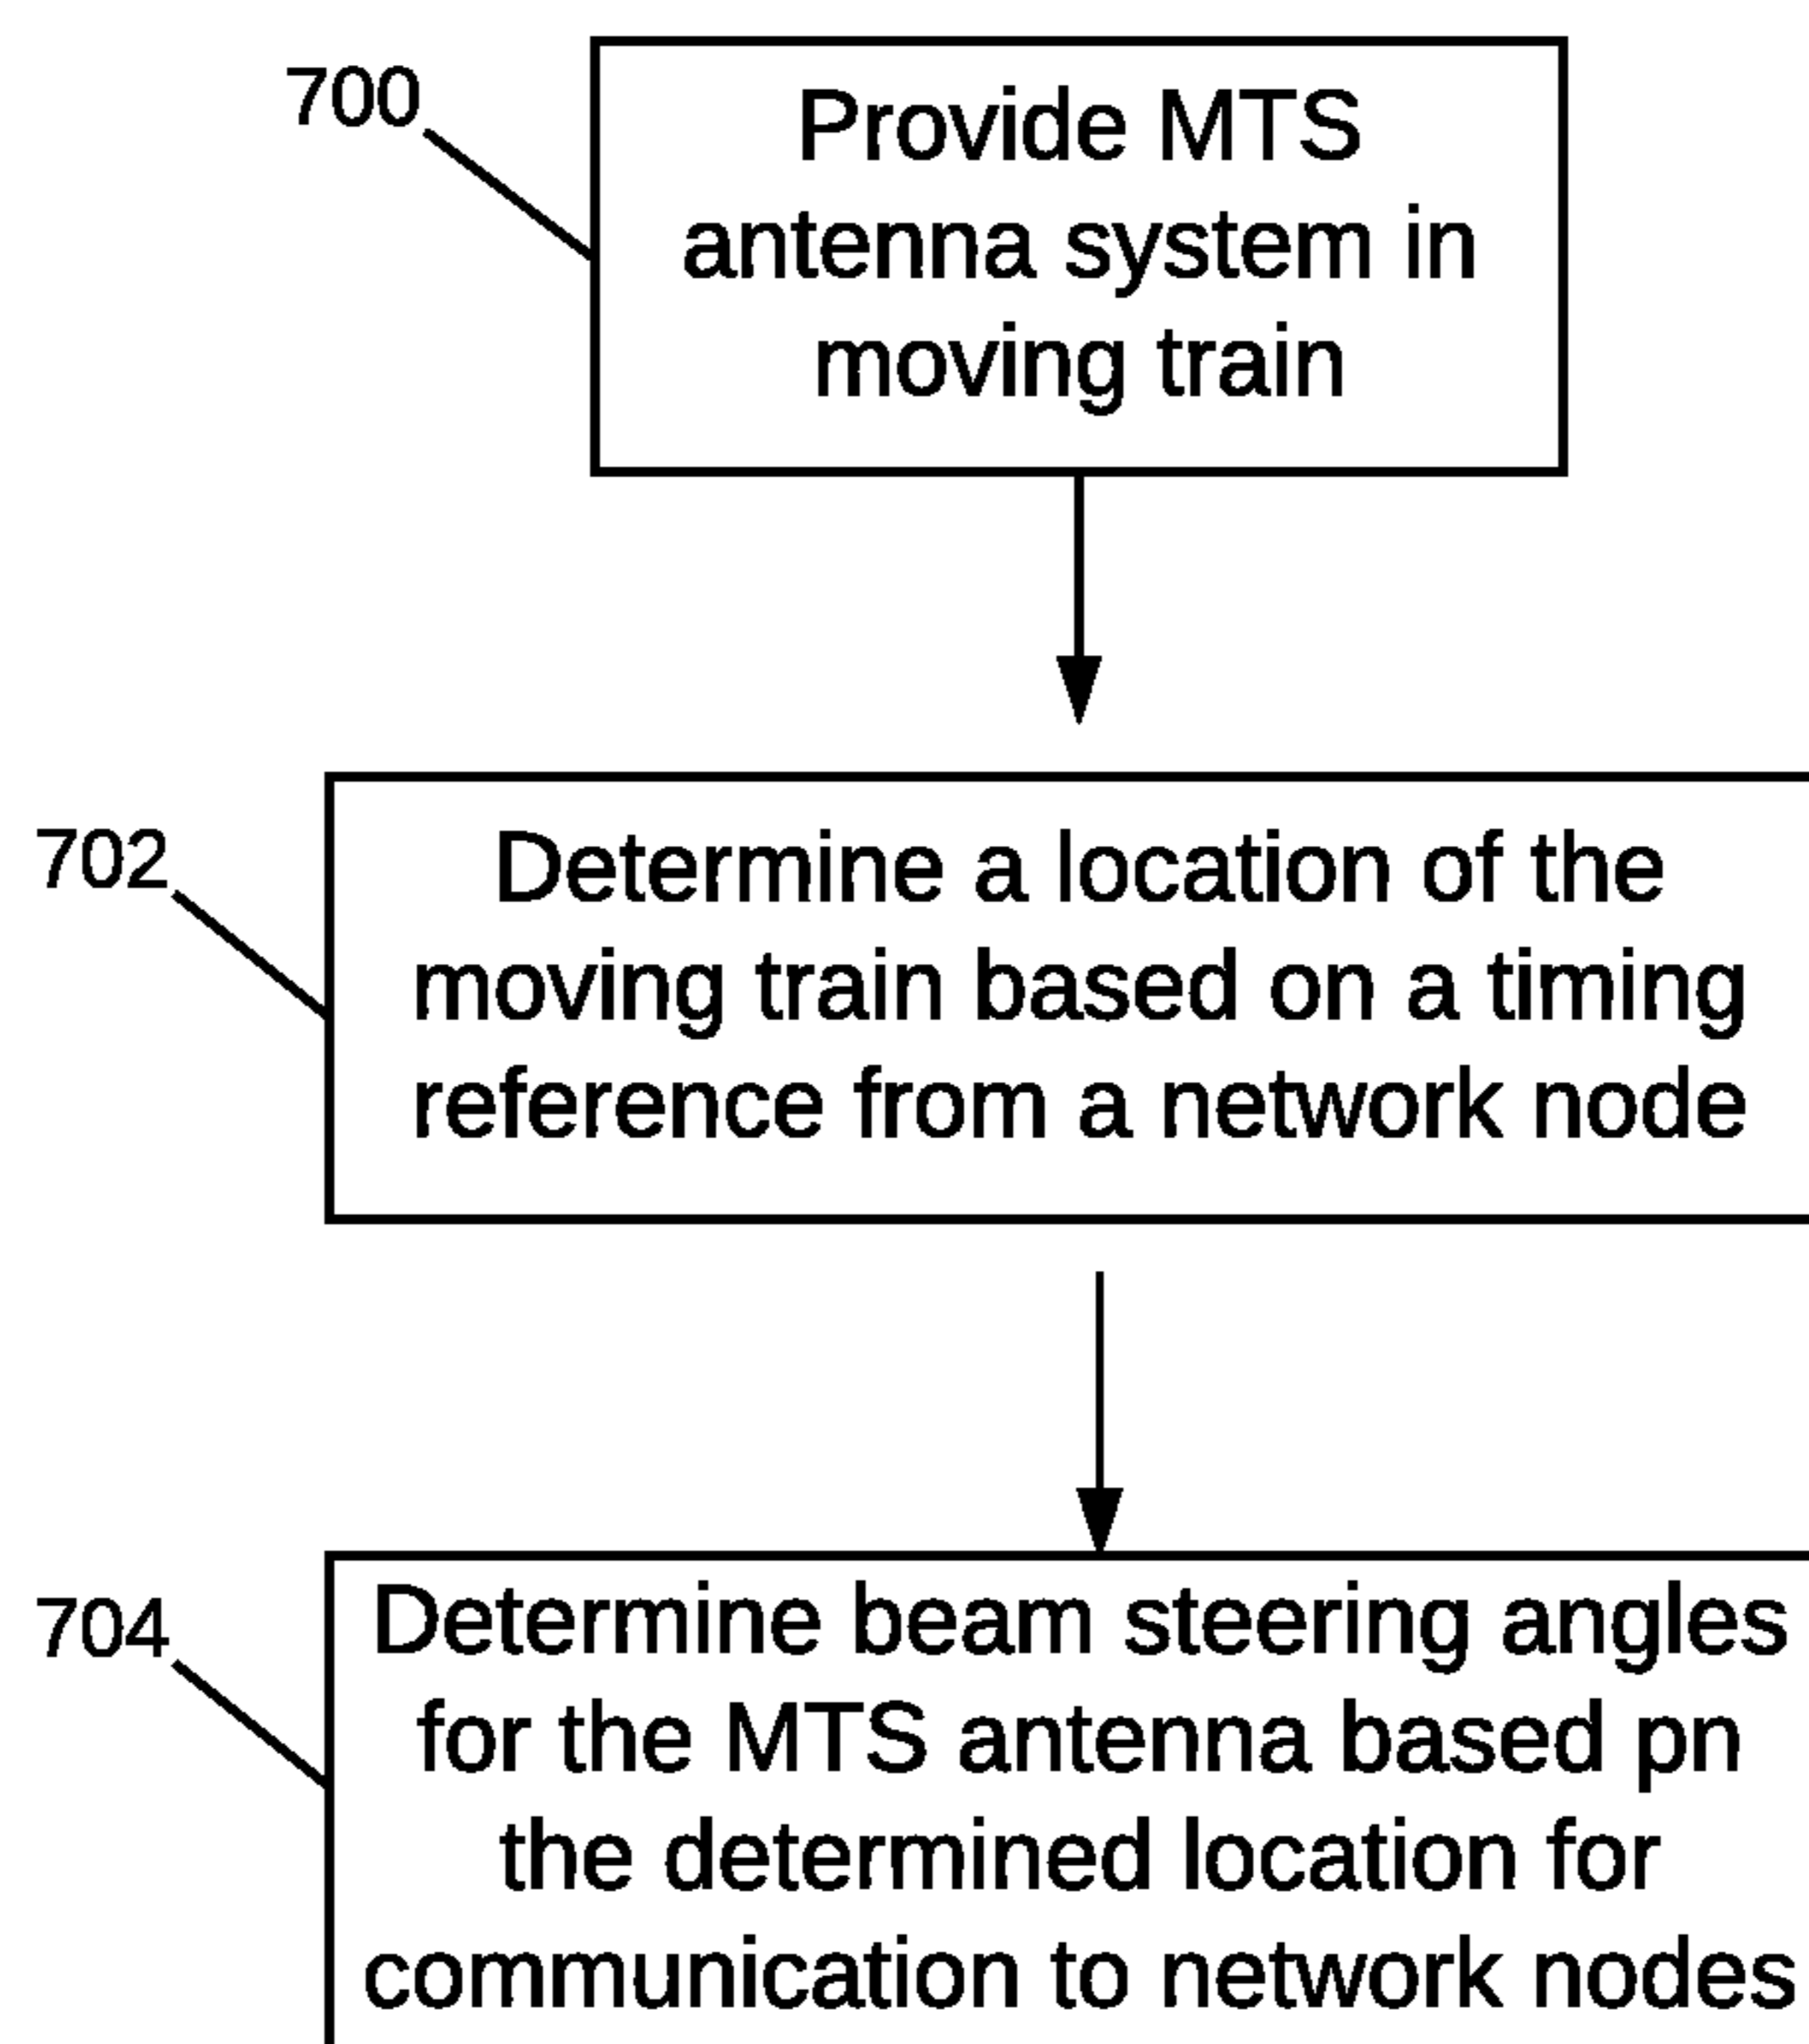 700
Provide MTS
antenna system in
moving train
702
Determine a location of the
moving train based on a timing
reference from a network node
704
Determine beam steering angles
for the MTS antenna based pn
the determined location for
communication to network nodes